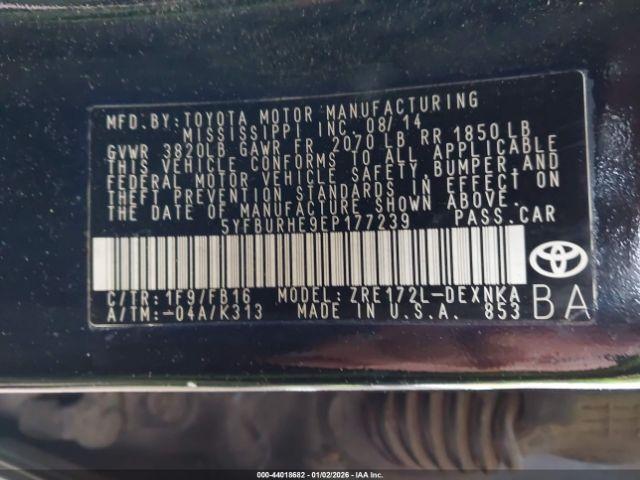 MFD.BY:TOYOTA MOTOR MANUFACTURING
MISSISSIPPI INC.08/14
GVWR 3820LB GAWR FR 2070 LB RR 1850LB
THIS VEHICLE CONFORMS TO ALL APPLICABLE
FEDERAL MOTOR VEHICLE SAFETY,BUMPER AND
THEFT PREVENTION STANDARDS IN EFFECT ON
THE DATE OF MANUFACTURE SHOWN ABOVE.
5YFBURHE9EP177239 PASS.CAR
C/TR:1F9/FB16 MODEL:ZRE172L-DEXNKA
A/TM:-04A/K313 MADE IN U.S.A. 853
BA
000-44018682 | 01/02/2026 - IAA Inc.